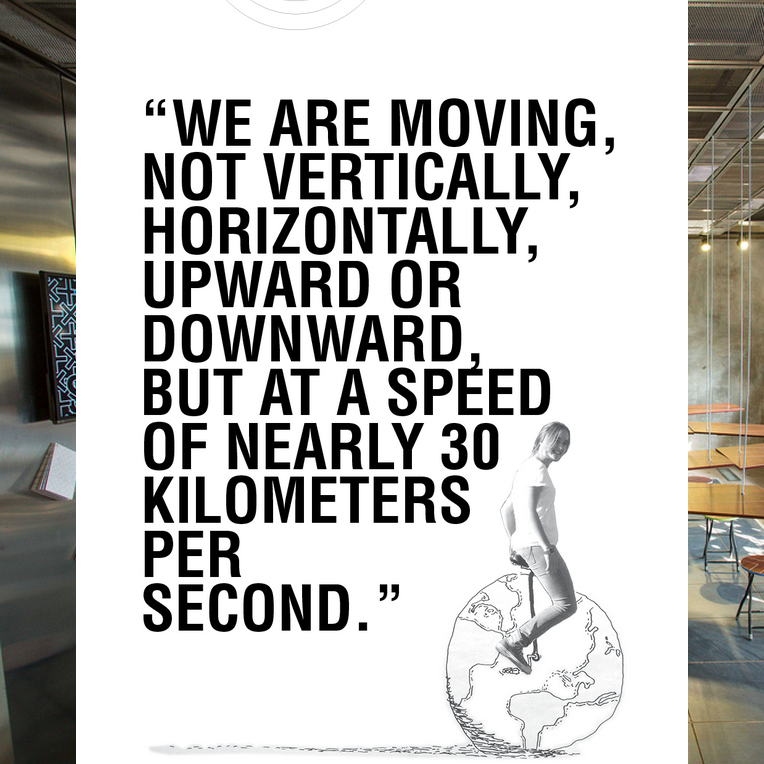 “WE ARE MOVING,
NOT VERTICALLY,
HORIZONTALLY,
UPWARD OR
DOWNWARD,
BUT AT A SPEED
OF NEARLY 30
KILOMETERS
PER
SECOND.”